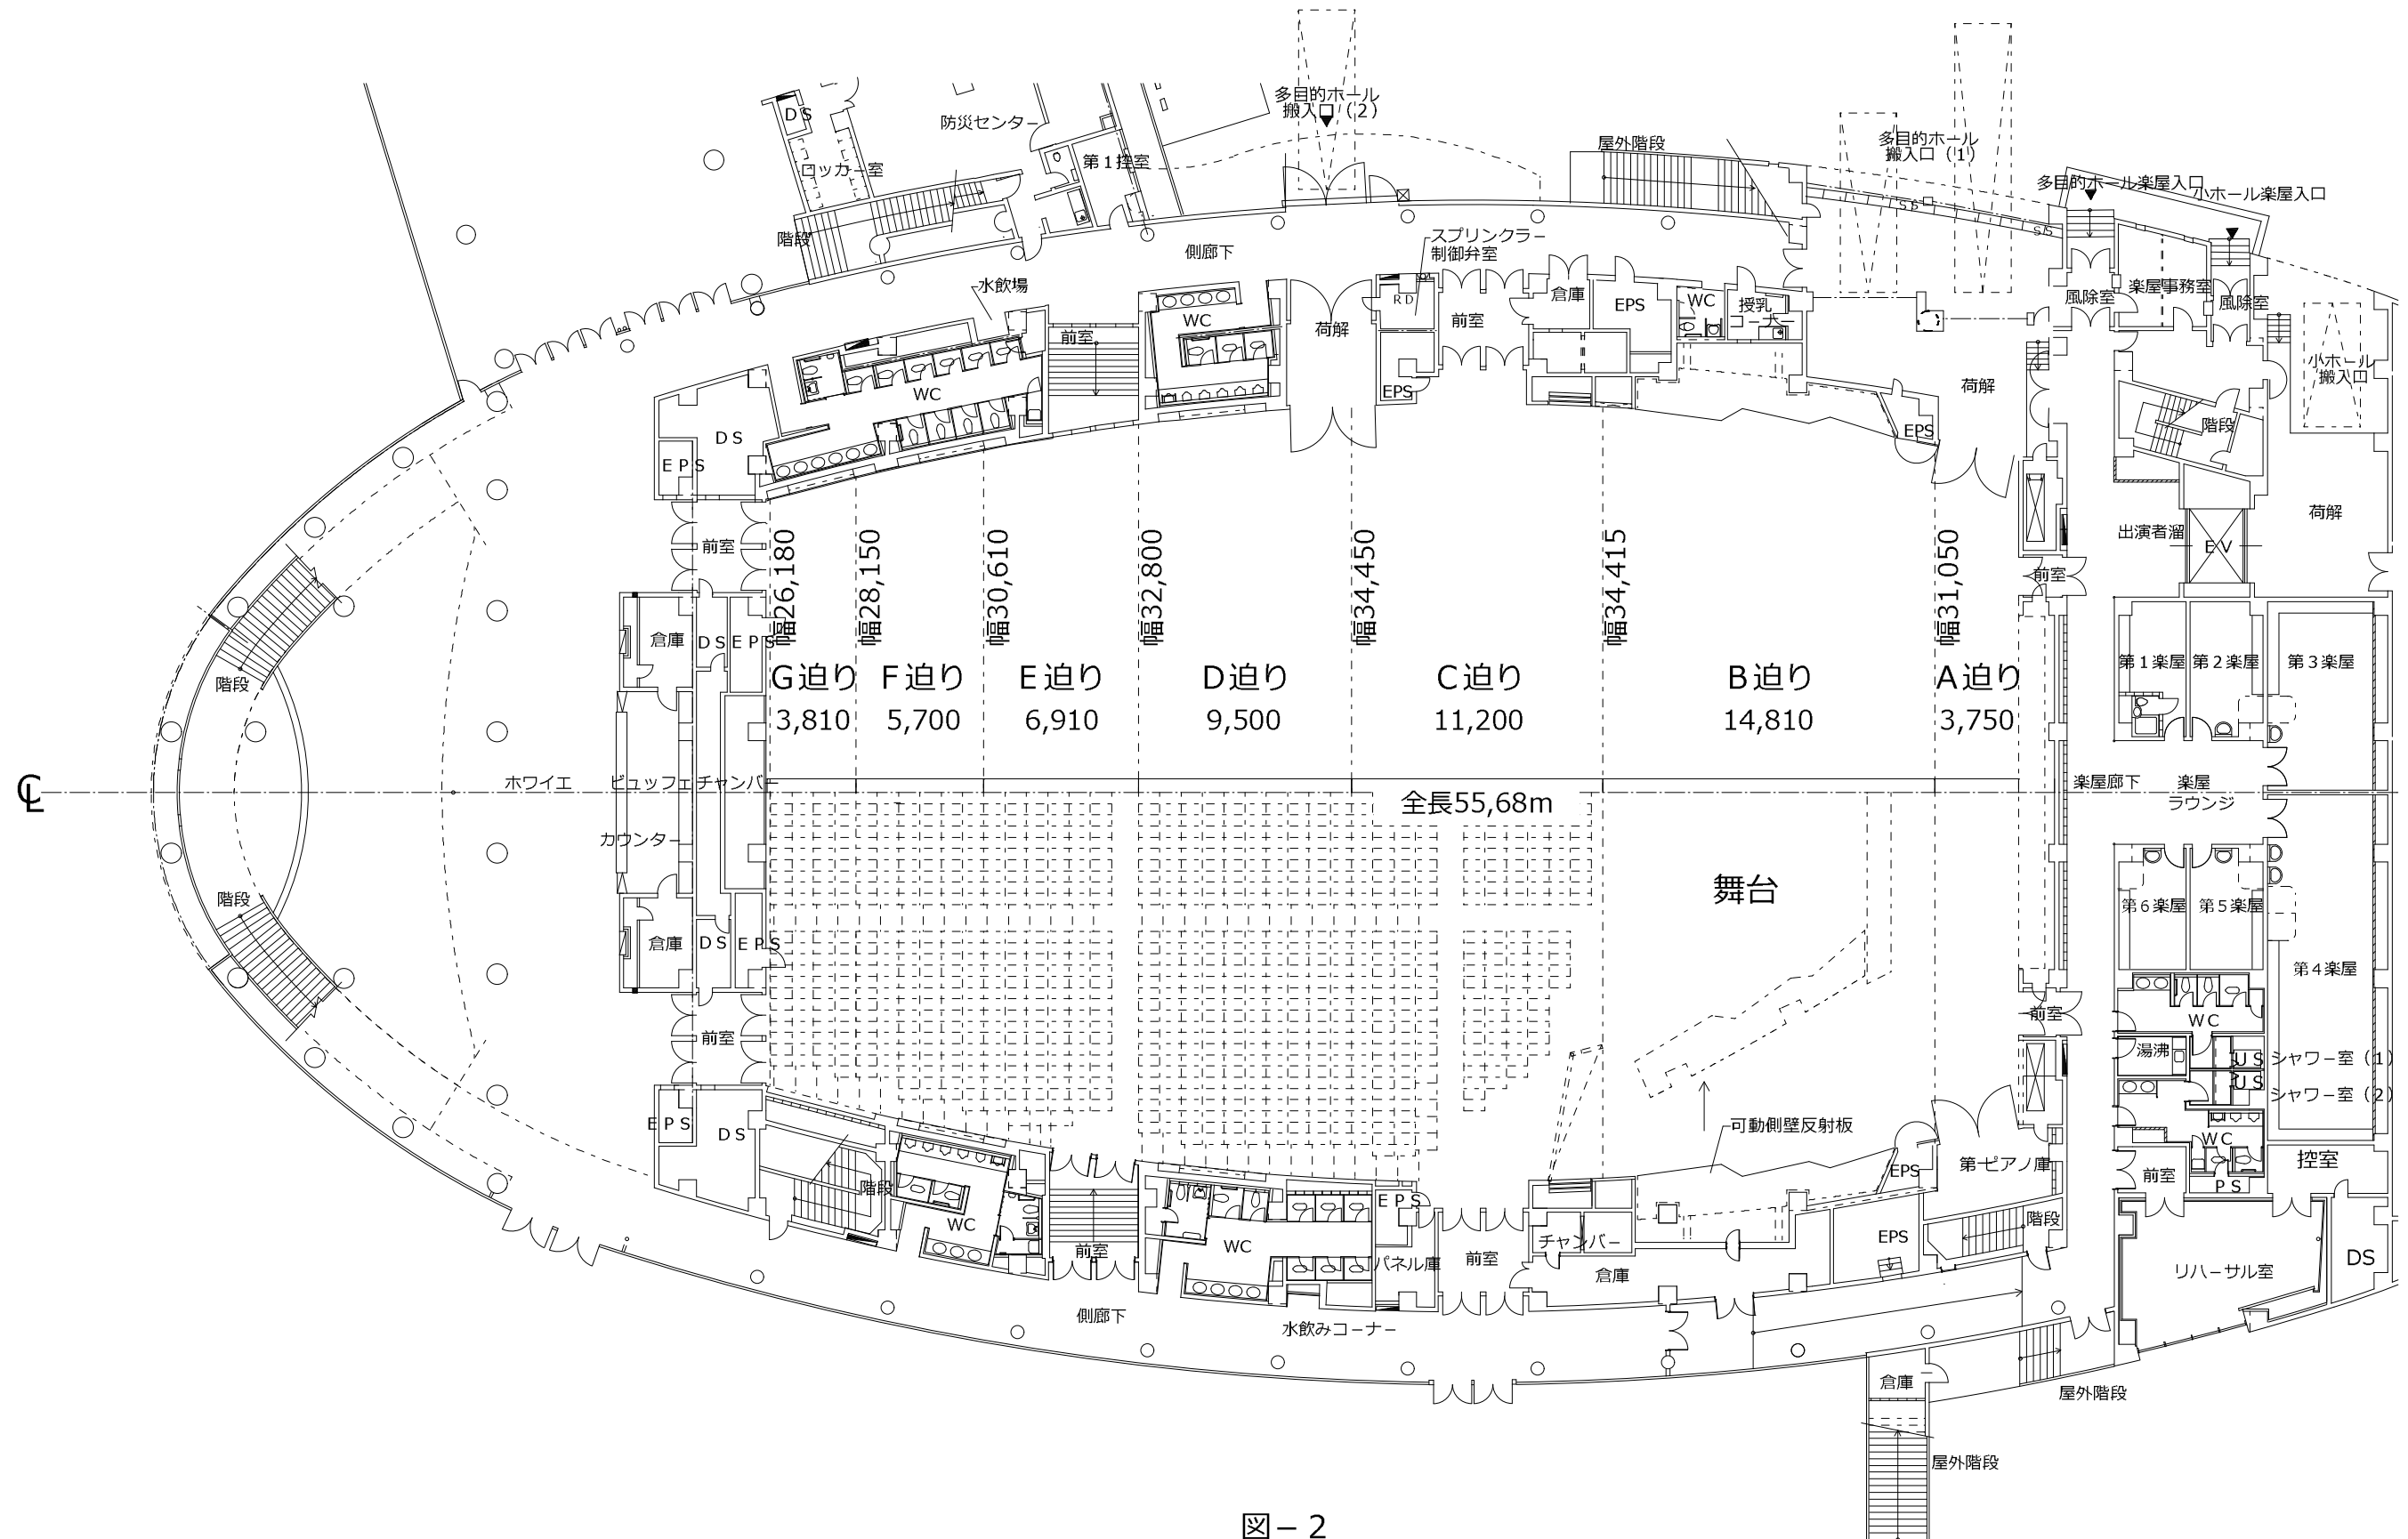 多目的ホール
搬入口（2）
多目的ホール
搬入口（1）
屋外階段
多目的ホール楽屋入口
小ホール楽屋入口
ＤＳ
防災センター
ロッカー室
第１控室
階段
側廊下
スプリンクラー
制御弁室
水飲場
ＳＳ
S/S
WC
前室
荷解
ＲＤ
前室
倉庫
EPS
WC
授乳
コーナー
風除室
楽屋事務室
風除室
小ホール
搬入口
荷解
WC
EPS
EPS
階段
ＤＳ
ＥＰＳ
前室
幅26,180
幅28,150
幅30,610
幅32,800
幅34,450
幅34,415
幅31,050
出演者溜
ＥＶ
荷解
前室
倉庫
ＤＳ
ＥＰＳ
階段
G迫り
F迫り
E迫り
D迫り
C迫り
B迫り
A迫り
3,810
5,700
6,910
9,500
11,200
14,810
3,750
第１楽屋
第２楽屋
第３楽屋
℄
ホワイエ
ビュッフェ
チャンバー
カウンター
全長55,68m
楽屋廊下
楽屋
ラウンジ
舞台
階段
倉庫
ＤＳ
ＥＰＳ
第６楽屋
第５楽屋
第４楽屋
前室
前室
ＷＣ
湯沸
ＵＳ
シャワー室（1）
ＵＳ
シャワー室（2）
ＥＰＳ
ＤＳ
可動側壁反射板
ＷＣ
階段
WC
前室
WC
ＥＰＳ
パネル庫
前室
チャンバー
倉庫
EPS
EPS
第一ピアノ庫
階段
前室
ＰＳ
控室
リハーサル室
DS
側廊下
水飲みコーナー
倉庫
屋外階段
屋外階段
図－2